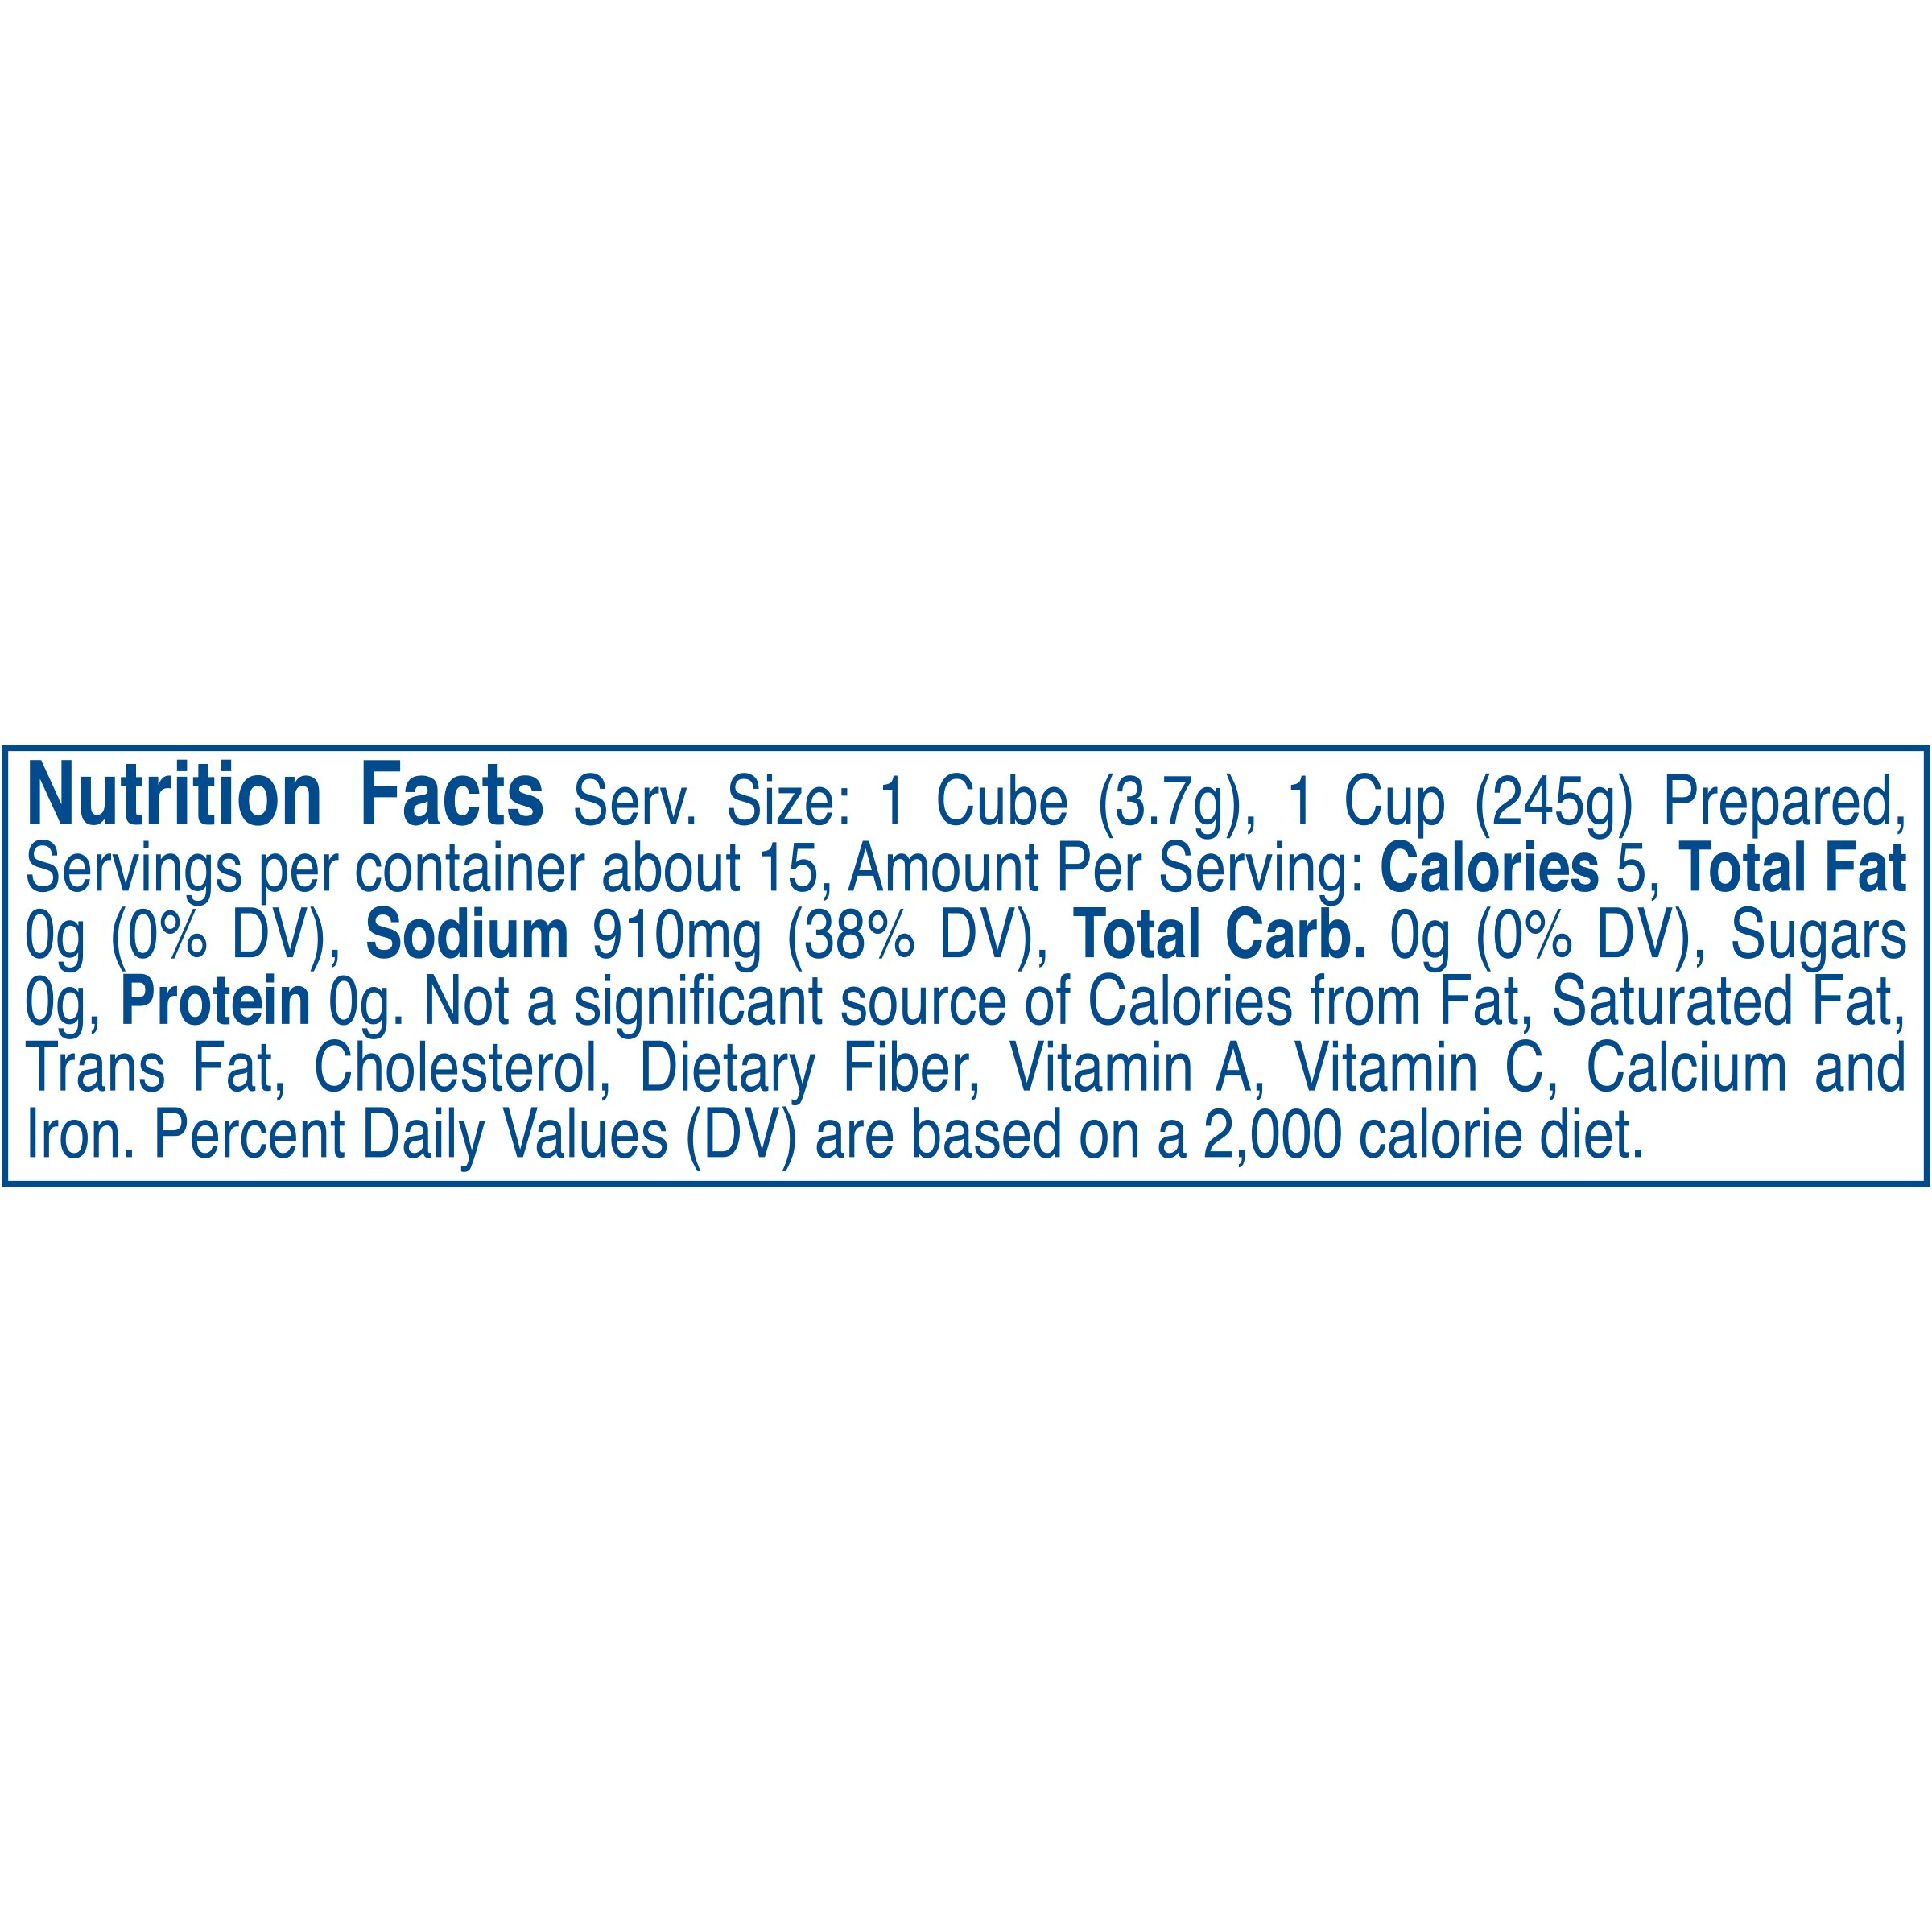 Nutrition Facts Serv. Size: 1 Cube (3.7g), 1 Cup (245g) Prepared,
Servings per container about 15, Amount Per Serving: Calories 5, Total Fat
0g (0% DV), Sodium 910mg (38% DV), Total Carb. 0g (0% DV), Sugars
0g, Protein 0g. Not a significant source of Calories from Fat, Saturated Fat,
Trans Fat, Cholesterol, Dietary Fiber, Vitamin A, Vitamin C, Calcium and
Iron. Percent Daily Values (DV) are based on a 2,000 calorie diet.